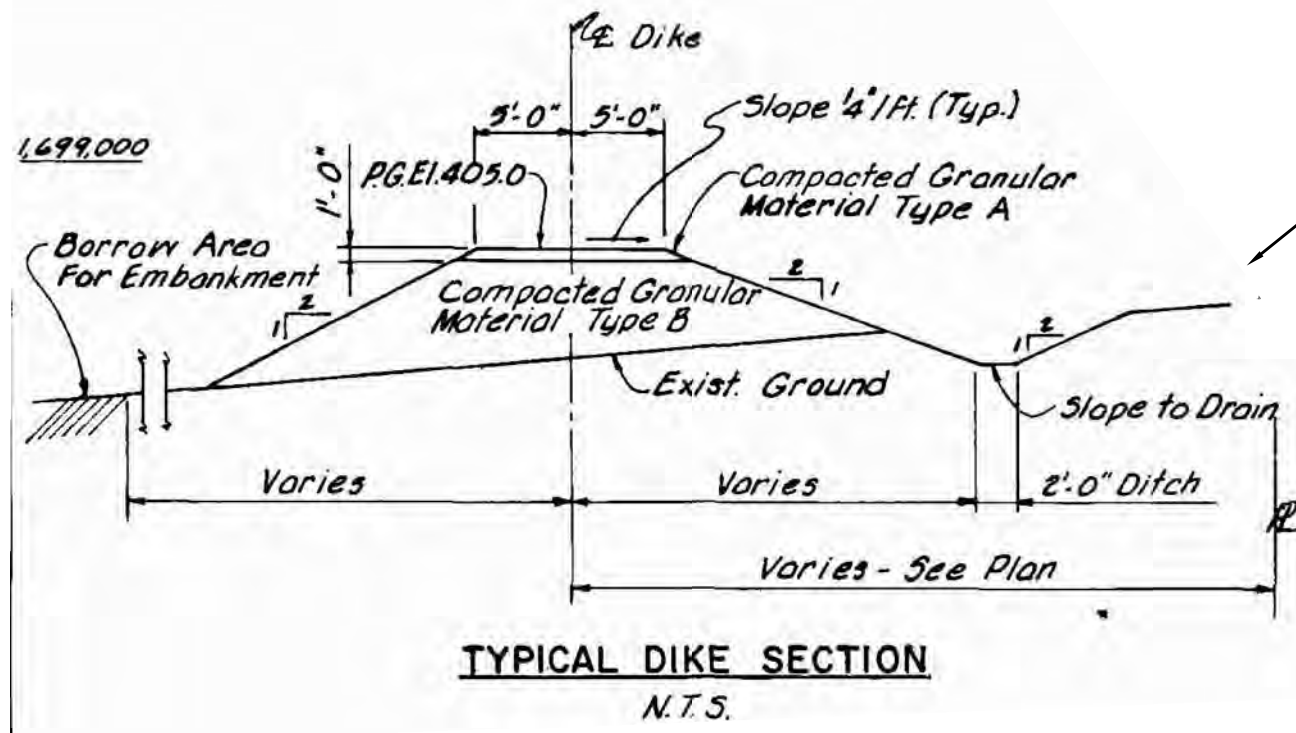 ℄ Dike
5'-0" 5'-0"
Slope 1/4"/Ft. (Typ.)
1,699,000
1'-0"
P.G.El.405.0
Compacted Granular
Material Type A
Borrow Area
For Embankment
2
1
Compacted Granular
Material Type B
2
1
1
2
Exist. Ground
Slope to Drain
Varies
Varies
2'-0" Ditch
℄
Varies - See Plan
TYPICAL DIKE SECTION
N.T.S.